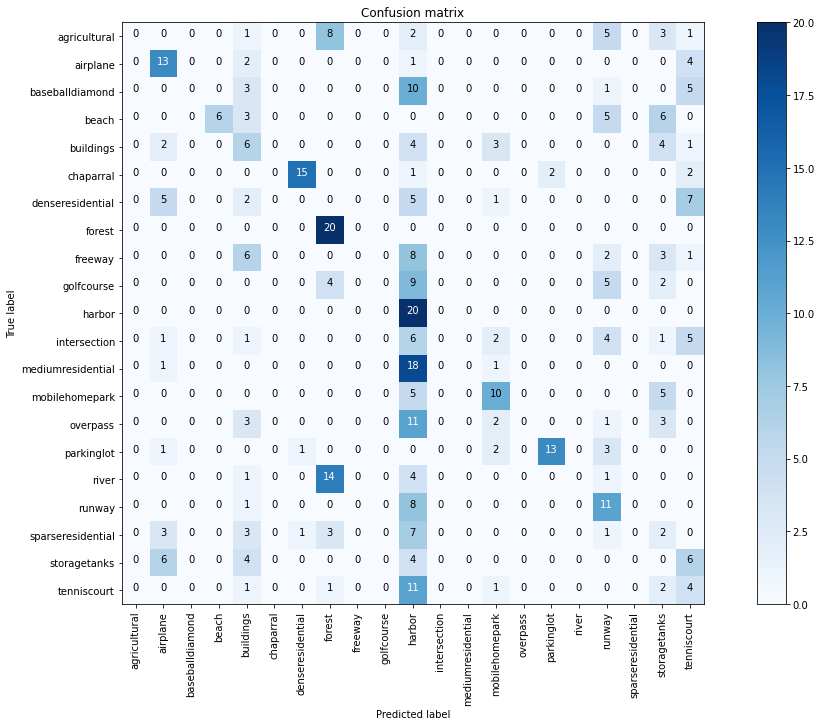 Confusion matrix
agricultural 0 0 0 0 1 0 0 8 0 0 2 0 0 0 0 0 0 5 0 3 1
airplane 0 13 0 0 2 0 0 0 0 0 1 0 0 0 0 0 0 0 0 0 4
baseballdiamond 0 0 0 0 3 0 0 0 0 0 10 0 0 0 0 0 0 1 0 0 5
beach 0 0 0 6 3 0 0 0 0 0 0 0 0 0 0 0 0 5 0 6 0
buildings 0 2 0 0 6 0 0 0 0 0 4 0 0 3 0 0 0 0 0 4 1
chaparral 0 0 0 0 0 0 15 0 0 0 1 0 0 0 0 2 0 0 0 0 2
denseresidential 0 5 0 0 2 0 0 0 0 0 5 0 0 1 0 0 0 0 0 0 7
forest 0 0 0 0 0 0 0 20 0 0 0 0 0 0 0 0 0 0 0 0 0
freeway 0 0 0 0 6 0 0 0 0 0 8 0 0 0 0 0 0 2 0 3 1
golfcourse 0 0 0 0 0 0 0 4 0 0 9 0 0 0 0 0 0 5 0 2 0
harbor 0 0 0 0 0 0 0 0 0 0 20 0 0 0 0 0 0 0 0 0 0
intersection 0 1 0 0 1 0 0 0 0 0 6 0 0 2 0 0 0 4 0 1 5
mediumresidential 0 1 0 0 0 0 0 0 0 0 18 0 0 1 0 0 0 0 0 0 0
mobilehomepark 0 0 0 0 0 0 0 0 0 0 5 0 0 10 0 0 0 0 0 5 0
overpass 0 0 0 0 3 0 0 0 0 0 11 0 0 2 0 0 0 1 0 3 0
parkinglot 0 1 0 0 0 0 1 0 0 0 0 0 0 2 0 13 0 3 0 0 0
river 0 0 0 0 1 0 0 14 0 0 4 0 0 0 0 0 0 1 0 0 0
runway 0 0 0 0 1 0 0 0 0 0 8 0 0 0 0 0 0 11 0 0 0
sparseresidential 0 3 0 0 3 0 1 3 0 0 7 0 0 0 0 0 0 1 0 2 0
storagetanks 0 6 0 0 4 0 0 0 0 0 4 0 0 0 0 0 0 0 0 0 6
tenniscourt 0 0 0 0 1 0 0 1 0 0 11 0 0 1 0 0 0 0 0 2 4
True label
agricultural
airplane
baseballdiamond
beach
buildings
chaparral
denseresidential
forest
freeway
golfcourse
harbor
intersection
mediumresidential
mobilehomepark
overpass
parkinglot
river
runway
sparseresidential
storagetanks
tenniscourt
Predicted label
20.0
17.5
15.0
12.5
10.0
7.5
5.0
2.5
0.0